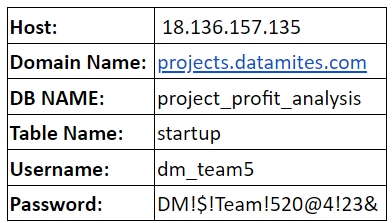 Host: 18.136.157.135
Domain Name: projects.datamites.com
DB NAME: project_profit_analysis
Table Name: startup
Username: dm_team5
Password: DM!$!Team!520@4!23&